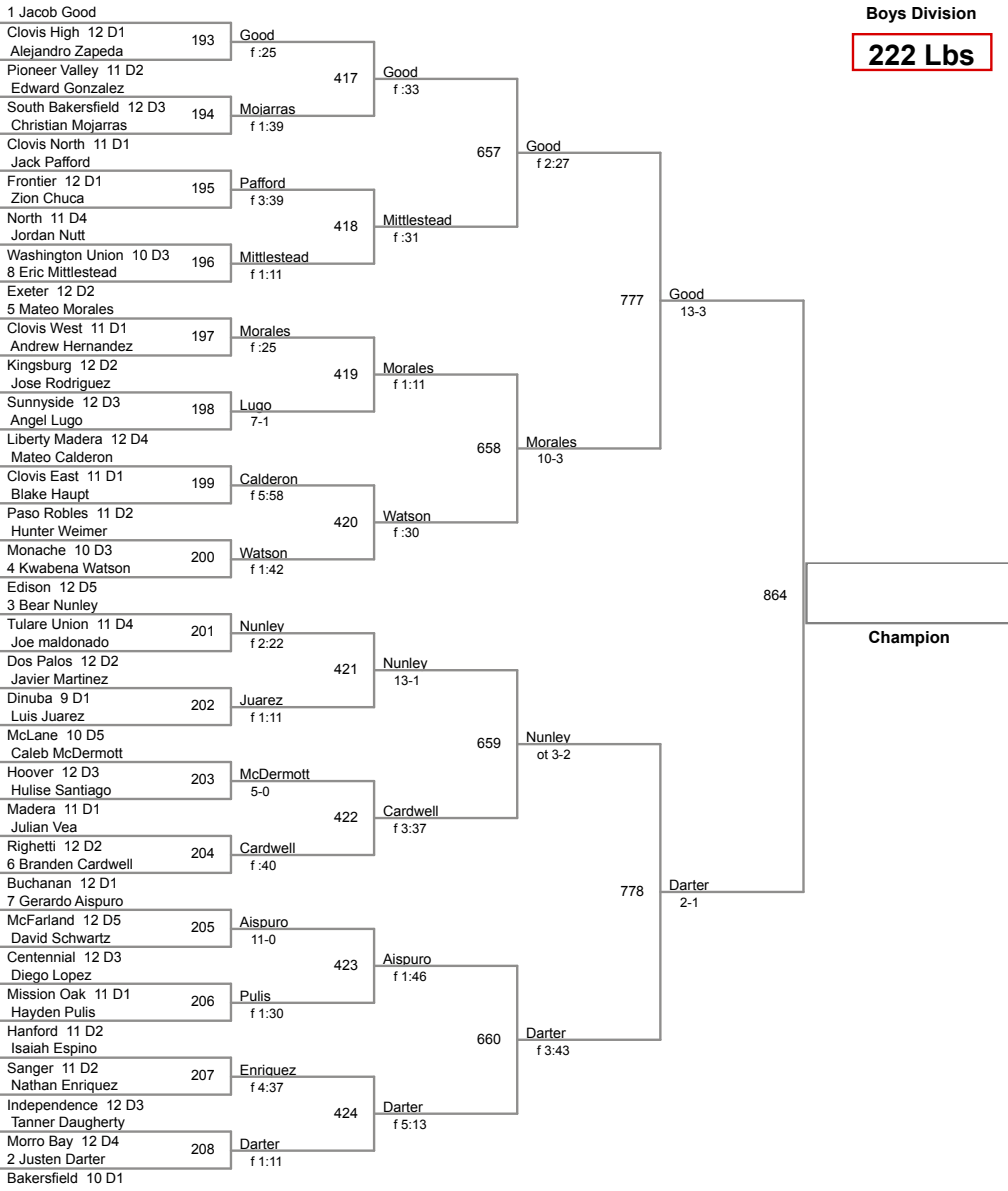 1 Jacob Good
Clovis High 12 D1
Alejandro Zapeda
Pioneer Valley 11 D2
Edward Gonzalez
South Bakersfield 12 D3
Christian Mojarras
Clovis North 11 D1
Jack Pafford
Frontier 12 D1
Zion Chuca
North 11 D4
Jordan Nutt
Washington Union 10 D3
8 Eric Mittlestead
Exeter 12 D2
5 Mateo Morales
Clovis West 11 D1
Andrew Hernandez
Kingsburg 12 D2
Jose Rodriguez
Sunnyside 12 D3
Angel Lugo
Liberty Madera 12 D4
Mateo Calderon
Clovis East 11 D1
Blake Haupt
Paso Robles 11 D2
Hunter Weimer
Monache 10 D3
4 Kwabena Watson
Edison 12 D5
3 Bear Nunley
Tulare Union 11 D4
Joe maldonado
Dos Palos 12 D2
Javier Martinez
Dinuba 9 D1
Luis Juarez
McLane 10 D5
Caleb McDermott
Hoover 12 D3
Hulise Santiago
Madera 11 D1
Julian Vea
Righetti 12 D2
6 Branden Cardwell
Buchanan 12 D1
7 Gerardo Aispuro
McFarland 12 D5
David Schwartz
Centennial 12 D3
Diego Lopez
Mission Oak 11 D1
Hayden Pulis
Hanford 11 D2
Isaiah Espino
Sanger 11 D2
Nathan Enriquez
Independence 12 D3
Tanner Daugherty
Morro Bay 12 D4
2 Justen Darter
Bakersfield 10 D1
193
194
195
196
197
198
199
200
201
202
203
204
205
206
207
208
Good
f :25
Mojarras
f 1:39
Pafford
f 3:39
Mittlestead
f 1:11
Morales
f :25
Lugo
7-1
Calderon
f 5:58
Watson
f 1:42
Nunley
f 2:22
Juarez
f 1:11
McDermott
5-0
Cardwell
f :40
Aispuro
11-0
Pulis
f 1:30
Enriquez
f 4:37
Darter
f 1:11
417
418
419
420
421
422
423
424
Good
f :33
Mittlestead
f :31
Morales
f 1:11
Watson
f :30
Nunley
13-1
Cardwell
f 3:37
Aispuro
f 1:46
Darter
f 5:13
657
658
659
660
Good
f 2:27
Morales
10-3
Nunley
ot 3-2
Darter
f 3:43
777
778
Good
13-3
Darter
2-1
864
Boys Division
222 Lbs
Champion